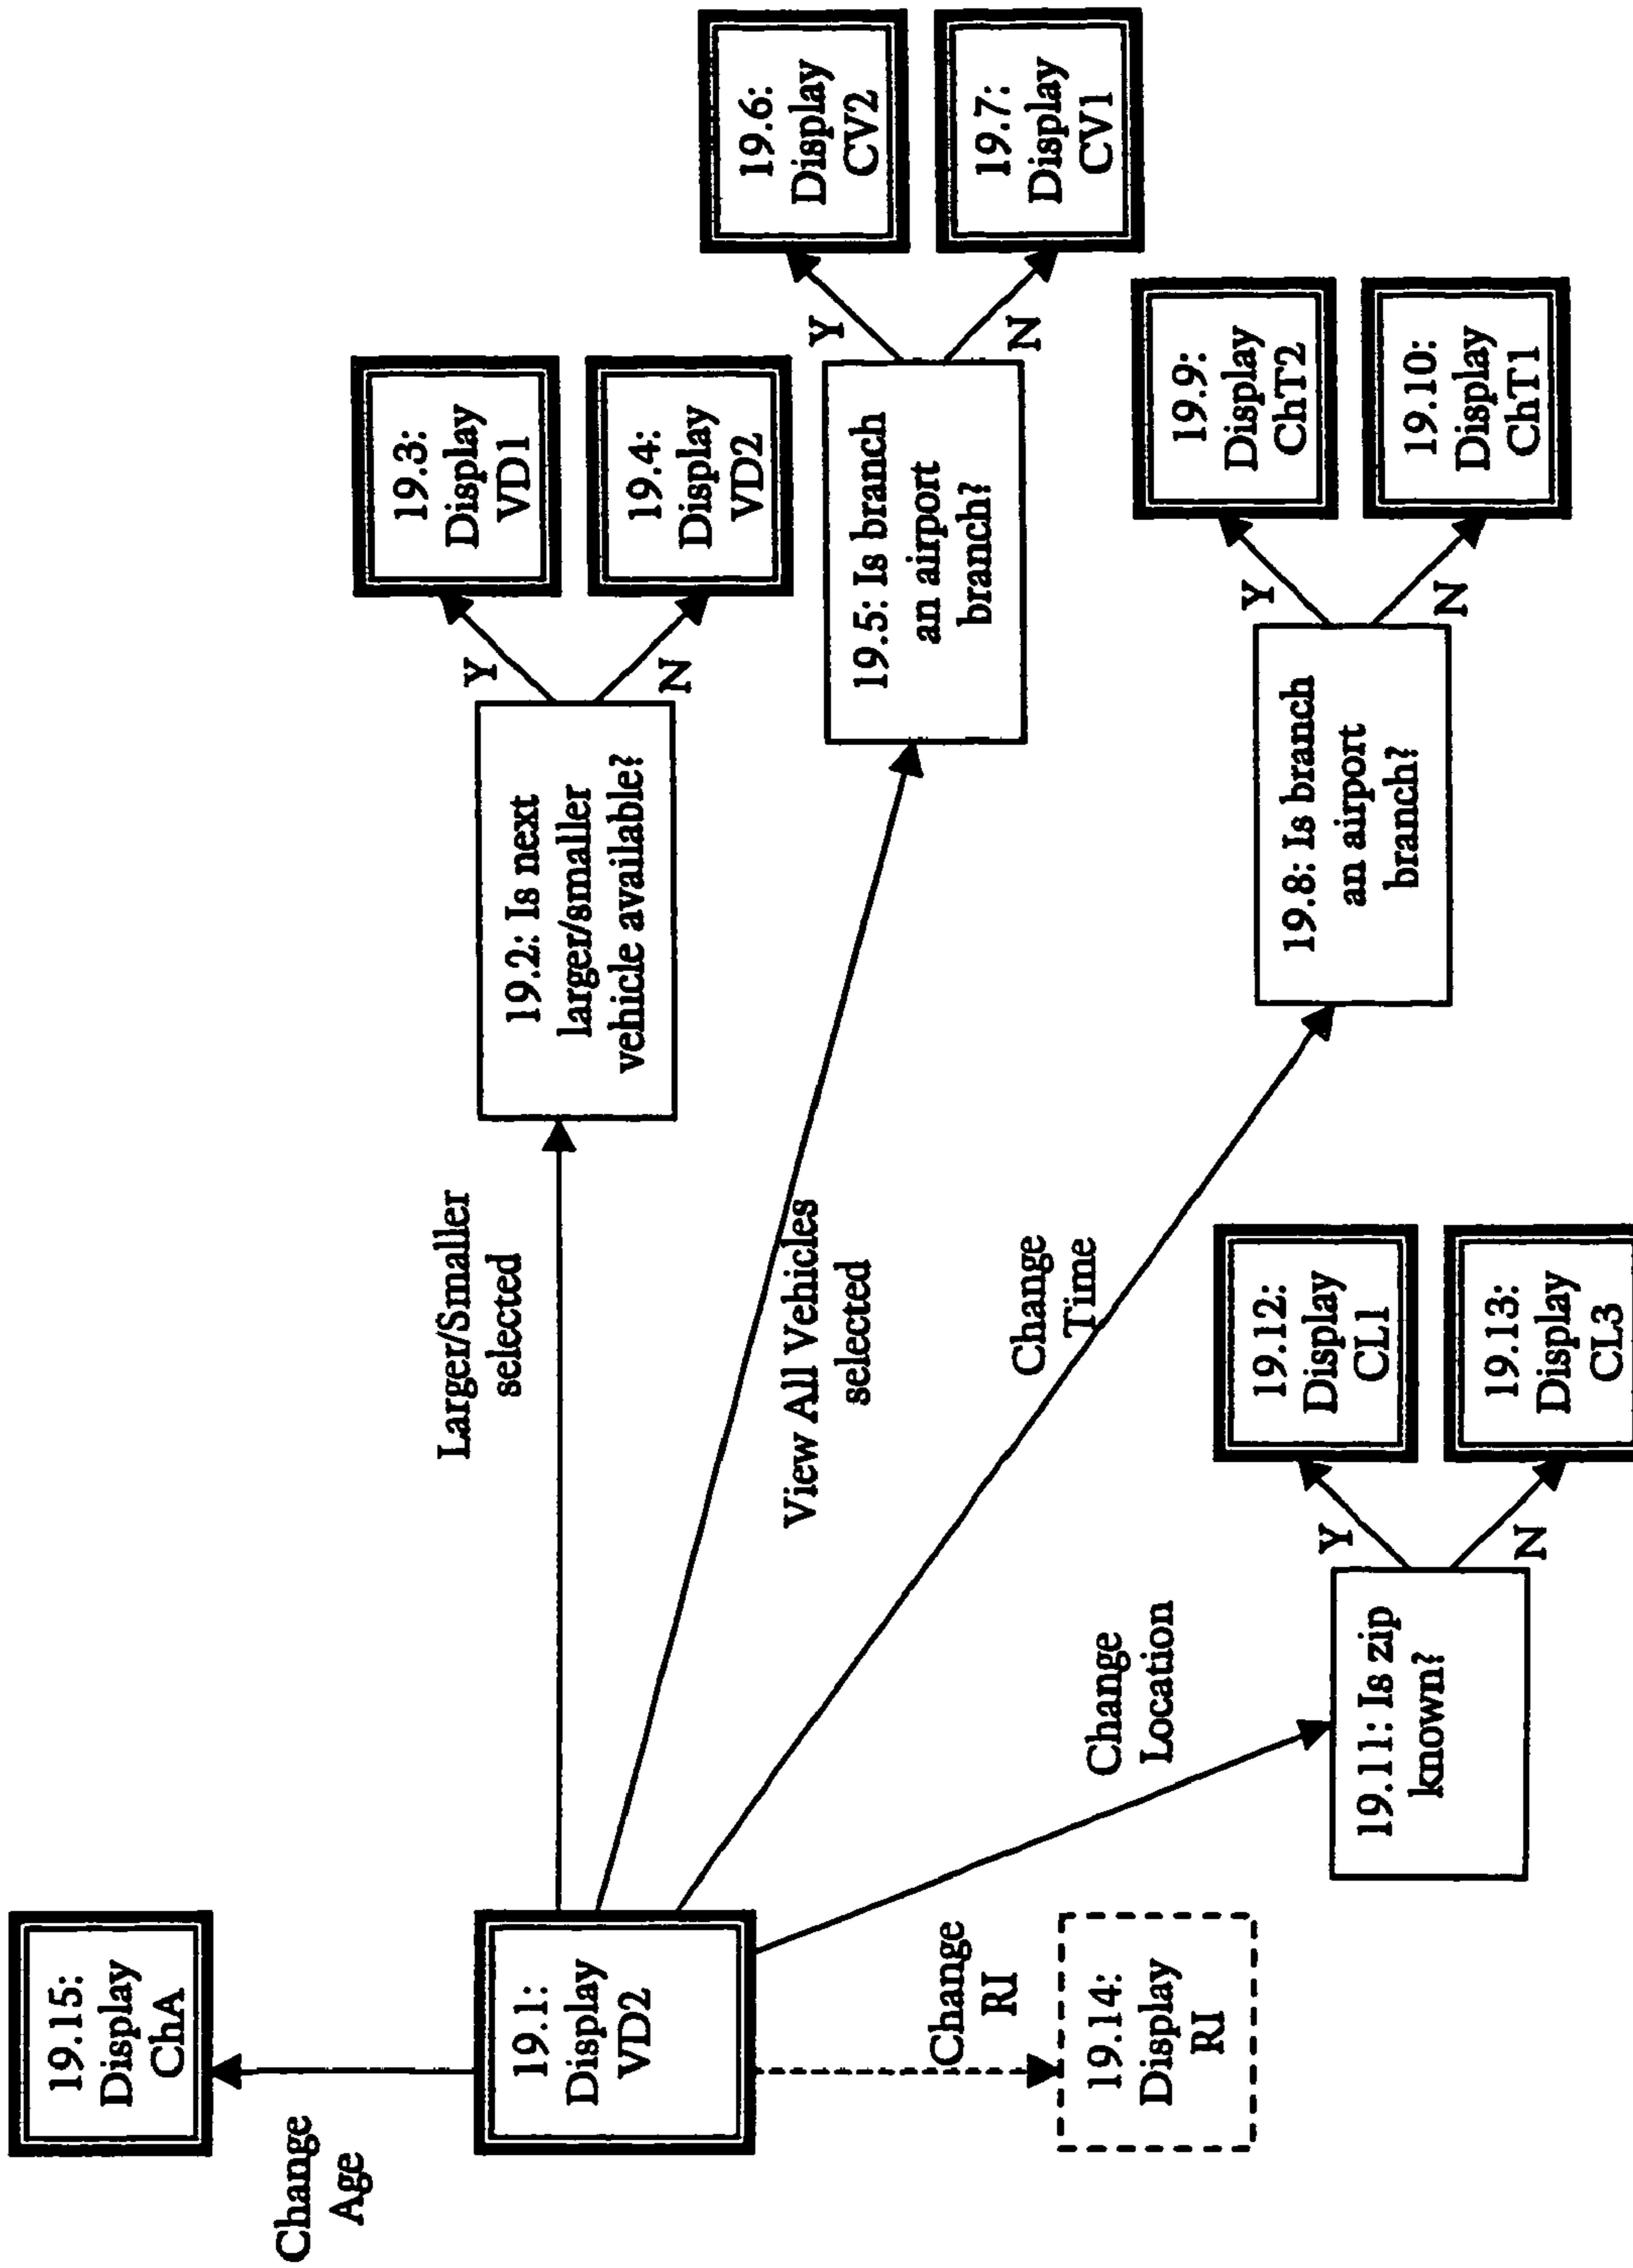 Change
Age
19.15:
Display
ChA
19.1:
Display
VD2
Change
RI
19.14:
Display
RI
Larger/Smaller
selected
19.2: Is next
larger/smaller
vehicle available?
Y
N
19.3:
Display
VD1
19.4:
Display
VD2
View All Vehicles
selected
19.5: Is branch
an airport
branch?
Y
N
19.6:
Display
CV2
19.7:
Display
CV1
Change
Time
19.8: Is branch
an airport
branch?
Y
N
19.9:
Display
ChT2
19.10:
Display
ChT1
Change
Location
19.11: Is zip
known?
Y
N
19.12:
Display
CL1
19.13:
Display
CL3